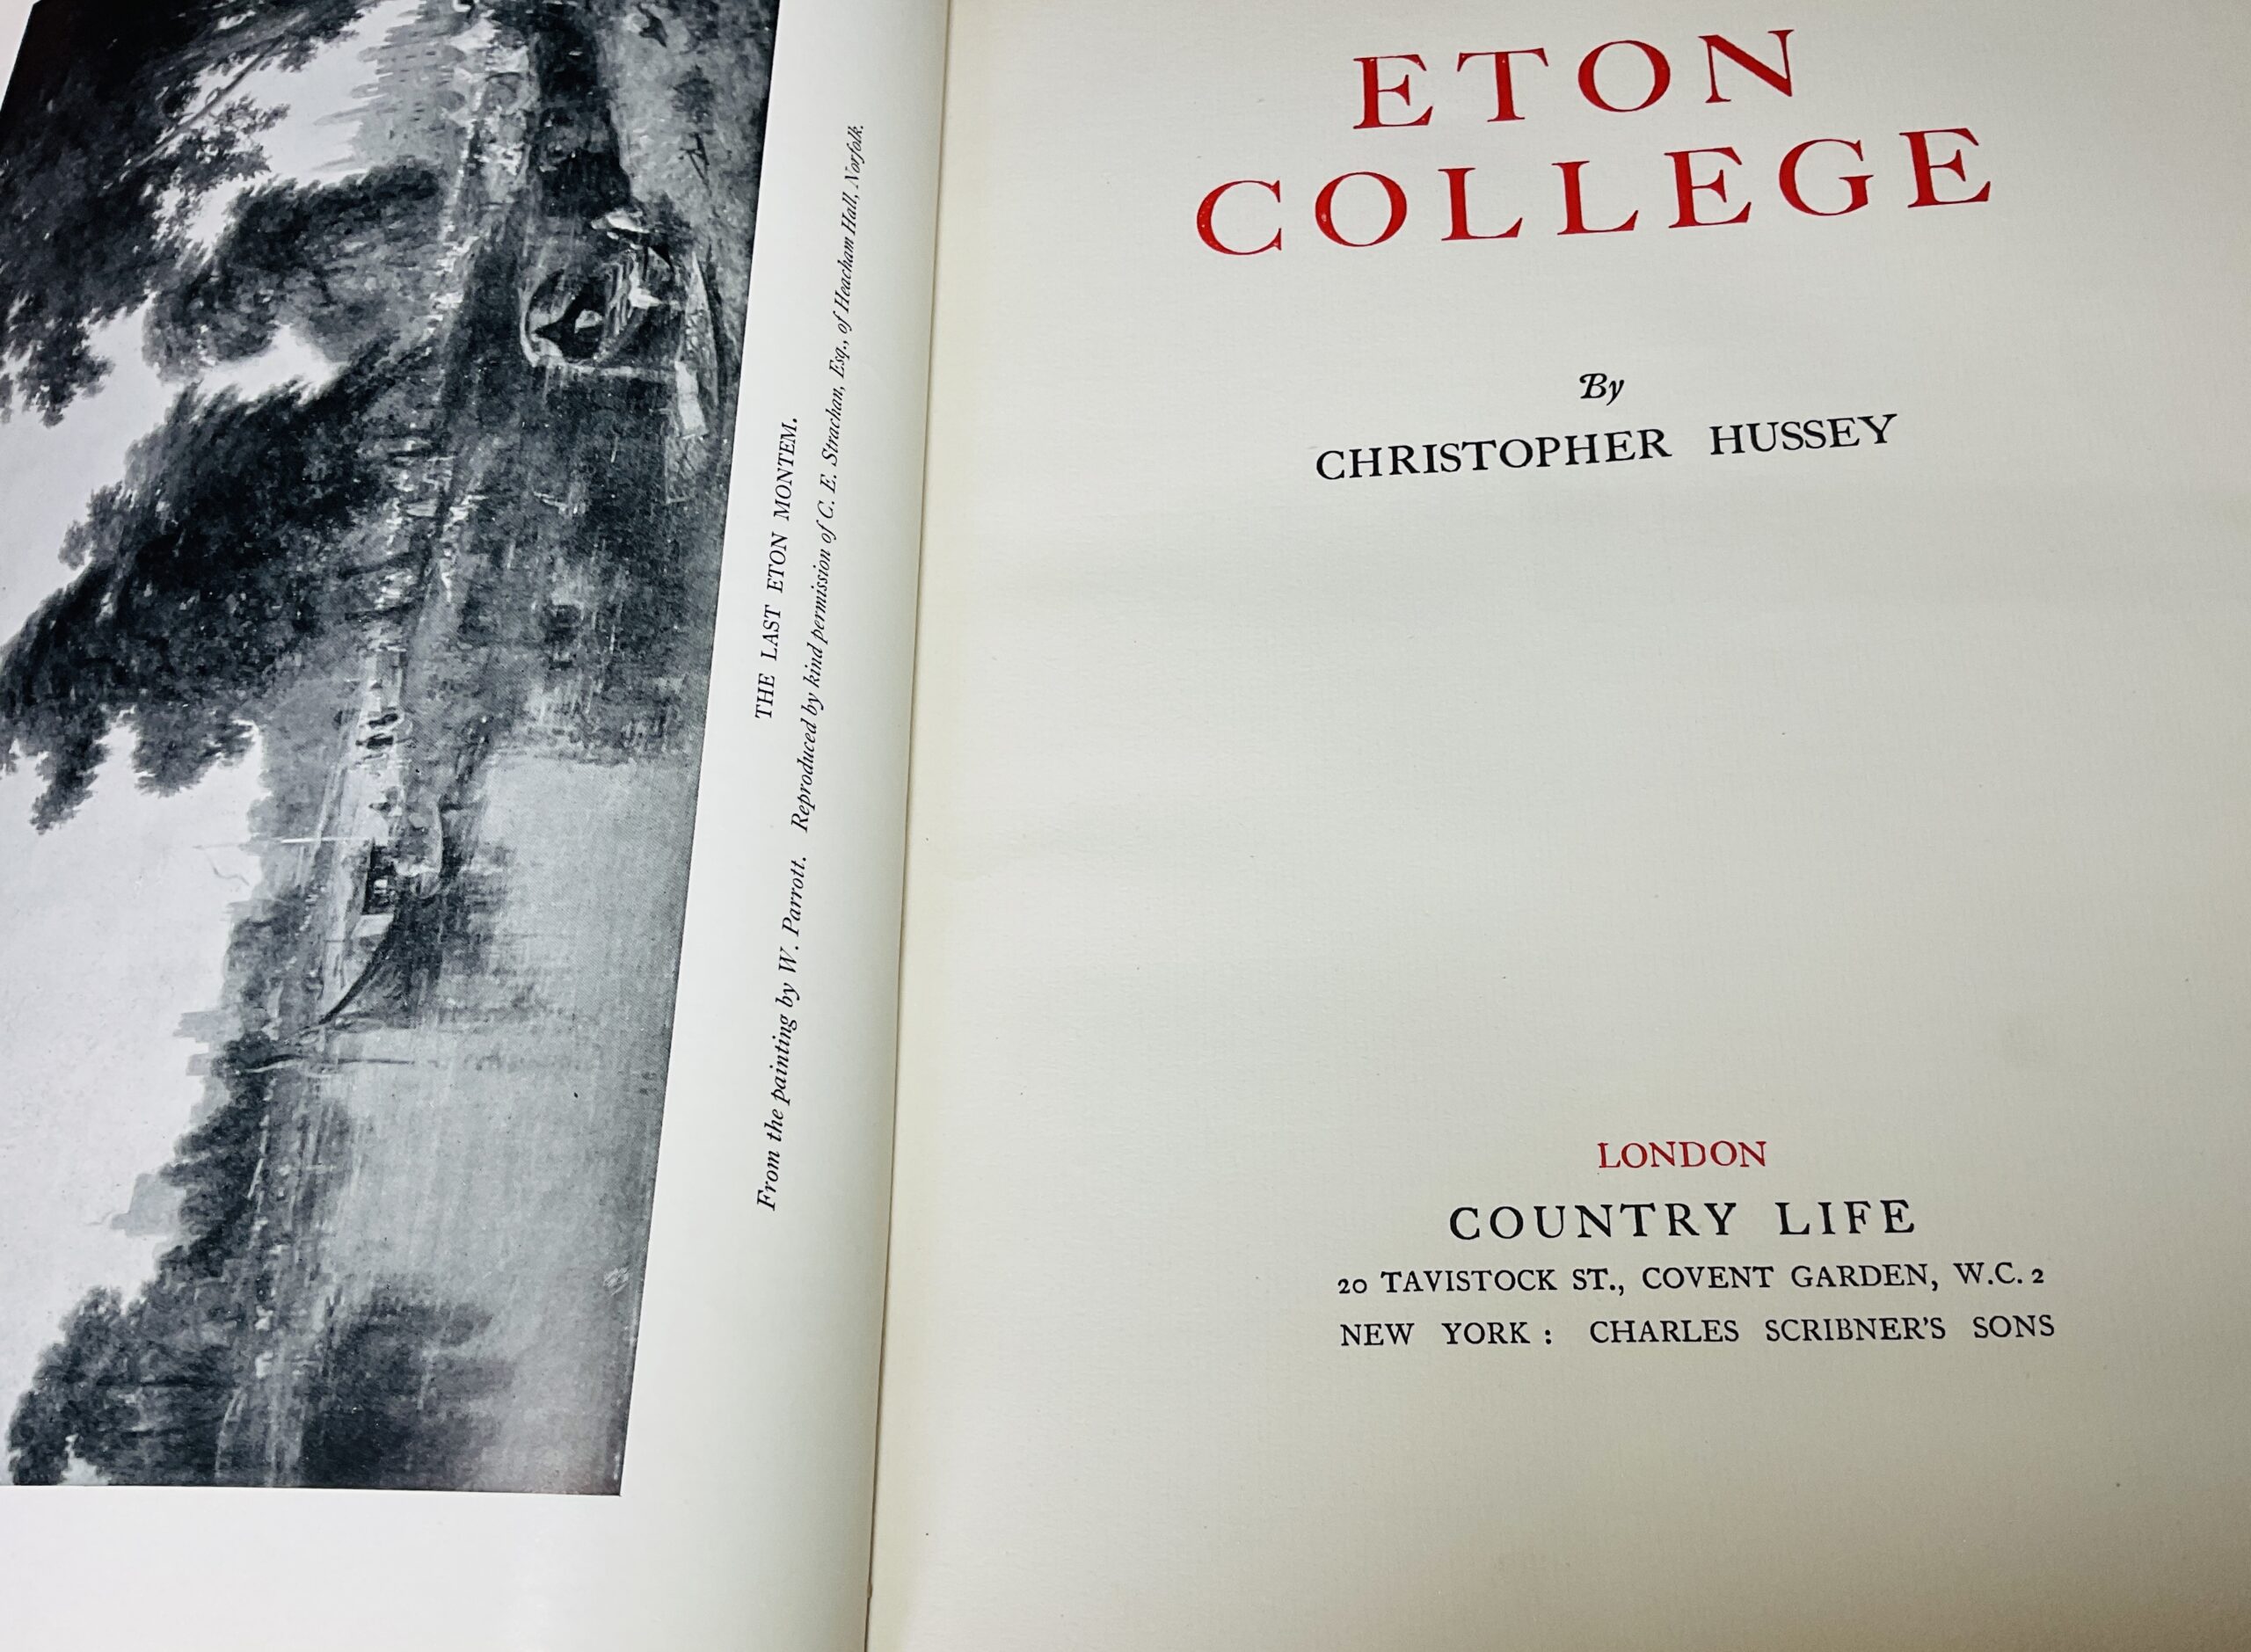 THE LAST ETON MONTEM.
From the painting by W. Parrott. Reproduced by kind permission of C. E. Strachan, Esq., of Heacham Hall, Norfolk.
ETON
COLLEGE
By
CHRISTOPHER HUSSEY
LONDON
COUNTRY LIFE
20 TAVISTOCK ST., COVENT GARDEN, W.C. 2
NEW YORK : CHARLES SCRIBNER'S SONS